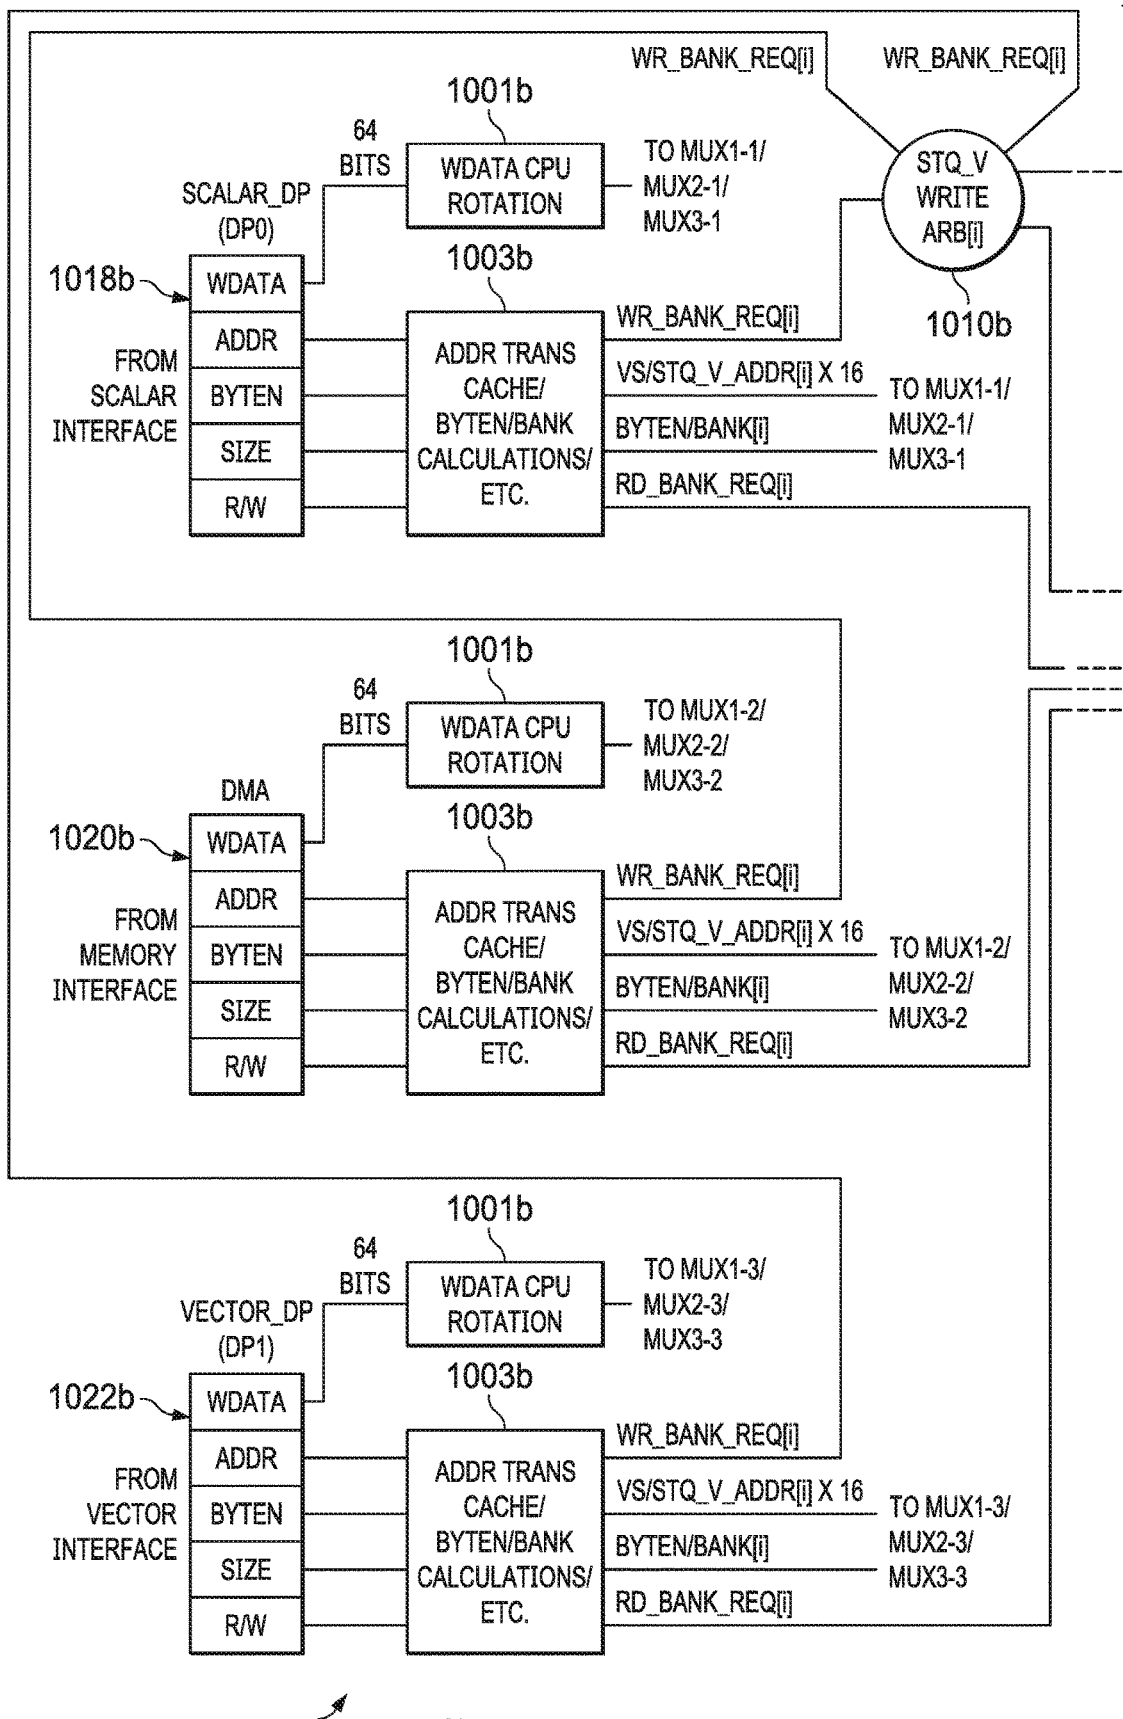 WR_BANK_REQ[i]
WR_BANK_REQ[i]
1001b
64
BITS
WDATA CPU
ROTATION
TO MUX1-1/
MUX2-1/
MUX3-1
STQ_V
WRITE
ARB[i]
1010b
SCALAR_DP
(DP0)
1018b
WDATA
ADDR
BYTEN
SIZE
R/W
FROM
SCALAR
INTERFACE
1003b
ADDR TRANS
CACHE/
BYTEN/BANK
CALCULATIONS/
ETC.
WR_BANK_REQ[i]
VS/STQ_V_ADDR[i] X 16
BYTEN/BANK[i]
RD_BANK_REQ[i]
TO MUX1-1/
MUX2-1/
MUX3-1
1001b
64
BITS
WDATA CPU
ROTATION
TO MUX1-2/
MUX2-2/
MUX3-2
DMA
1020b
WDATA
ADDR
BYTEN
SIZE
R/W
FROM
MEMORY
INTERFACE
1003b
ADDR TRANS
CACHE/
BYTEN/BANK
CALCULATIONS/
ETC.
WR_BANK_REQ[i]
VS/STQ_V_ADDR[i] X 16
BYTEN/BANK[i]
RD_BANK_REQ[i]
TO MUX1-2/
MUX2-2/
MUX3-2
1001b
64
BITS
WDATA CPU
ROTATION
TO MUX1-3/
MUX2-3/
MUX3-3
VECTOR_DP
(DP1)
1022b
WDATA
ADDR
BYTEN
SIZE
R/W
FROM
VECTOR
INTERFACE
1003b
ADDR TRANS
CACHE/
BYTEN/BANK
CALCULATIONS/
ETC.
WR_BANK_REQ[i]
VS/STQ_V_ADDR[i] X 16
BYTEN/BANK[i]
RD_BANK_REQ[i]
TO MUX1-3/
MUX2-3/
MUX3-3